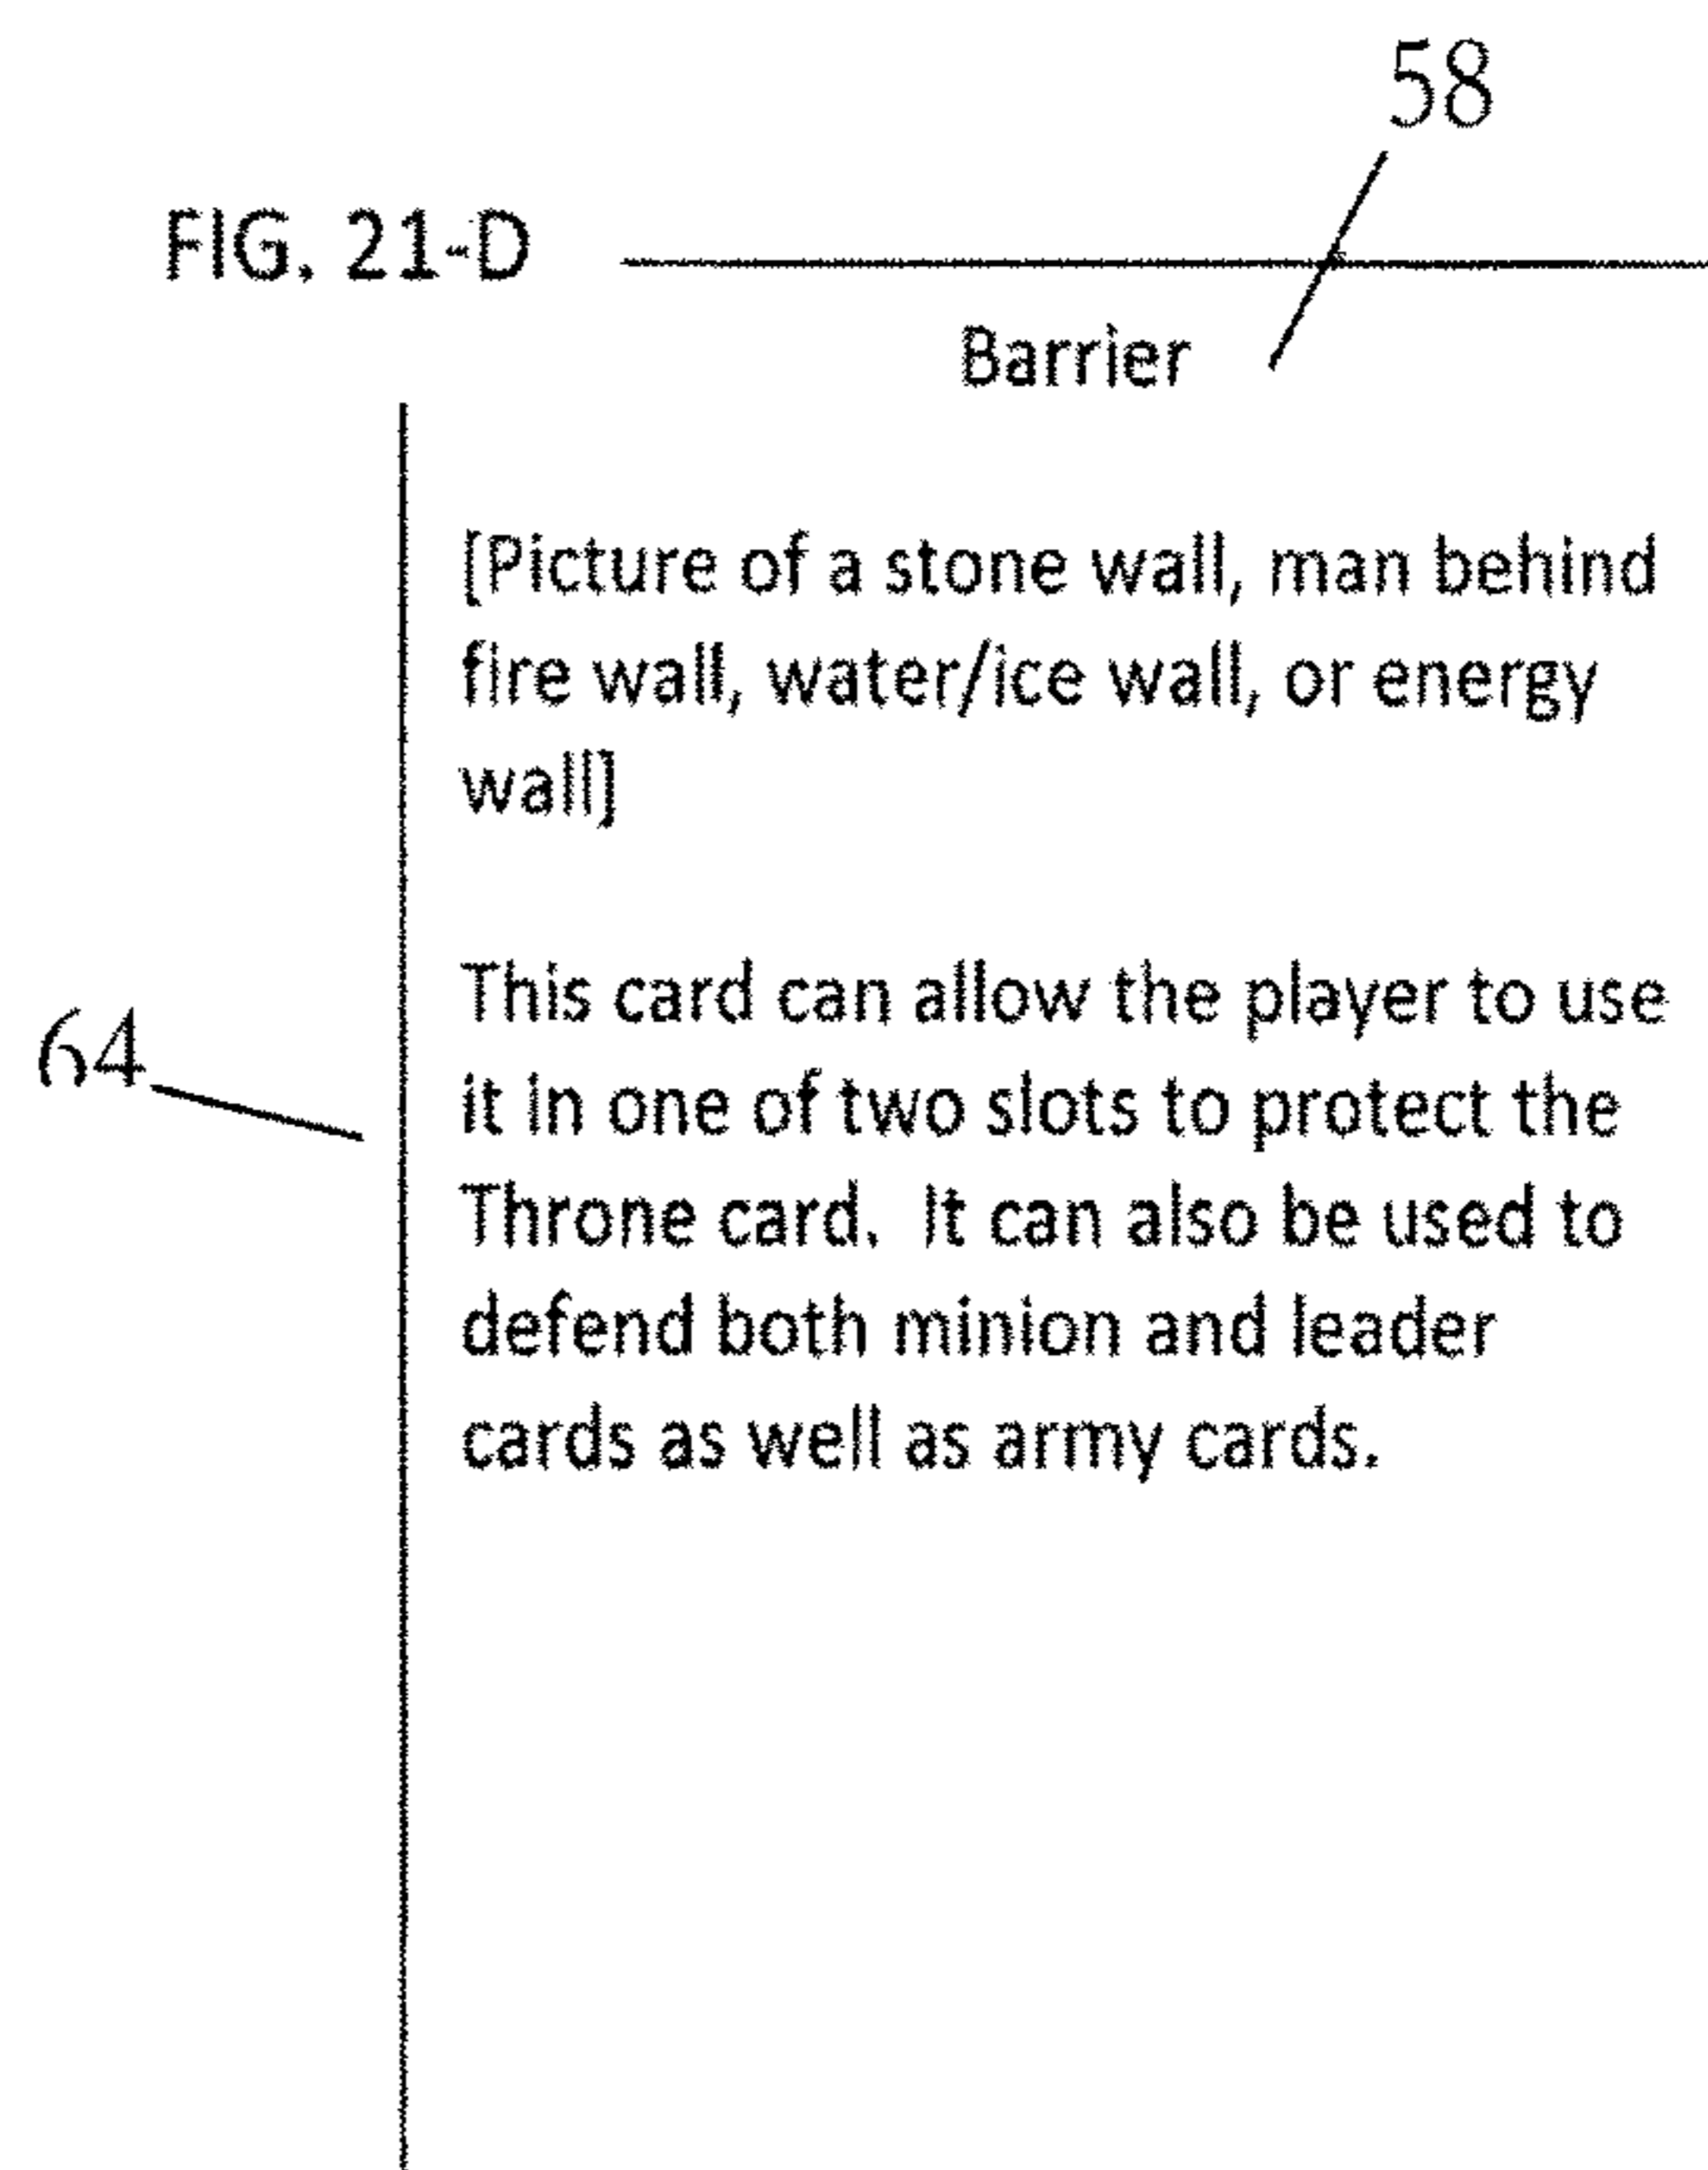 58
FIG. 21-D
Barrier
[Picture of a stone wall, man behind
fire wall, water/ice wall, or energy
wall]
This card can allow the player to use
it in one of two slots to protect the
Throne card. It can also be used to
defend both minion and leader
cards as well as army cards.
64